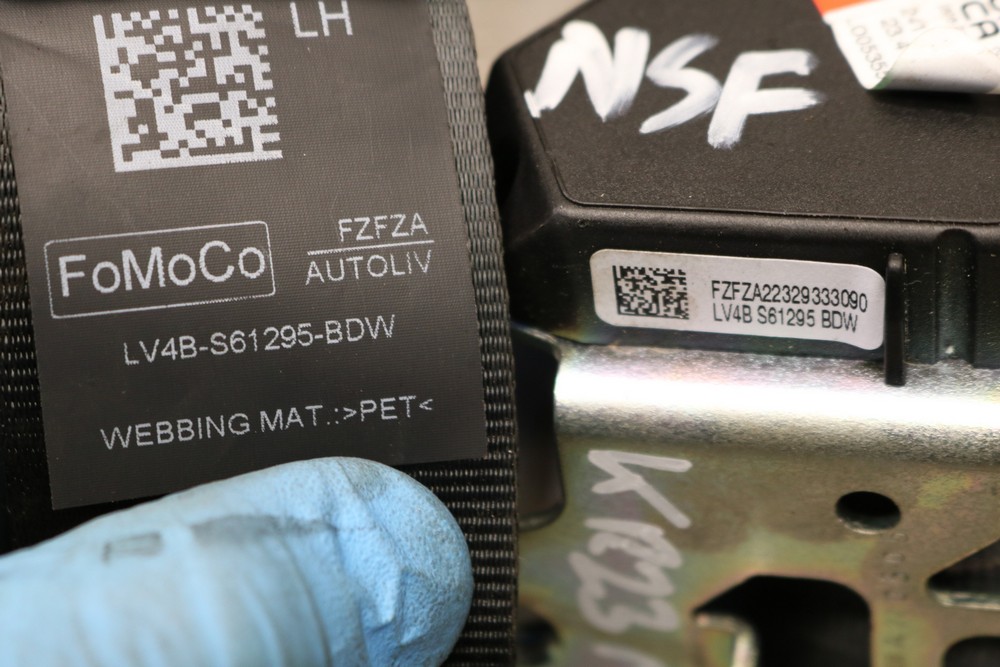 LH
FoMoCo
FZFZA
AUTOLIV
LV4B-S61295-BDW
WEBBING MAT.:>PET<
NSF
FZFZA22329333090
LV4B S61295 BDW